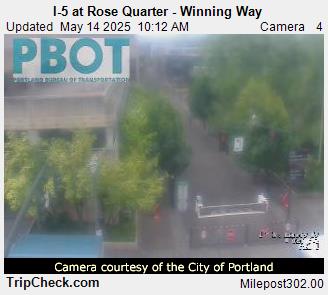 I-5 at Rose Quarter - Winning Way
Updated May 14 2025 10:12 AM Camera 4
PBOT
PORTLAND BUREAU OF TRANSPORTATION
Camera courtesy of the City of Portland
TripCheck.com Milepost302.00